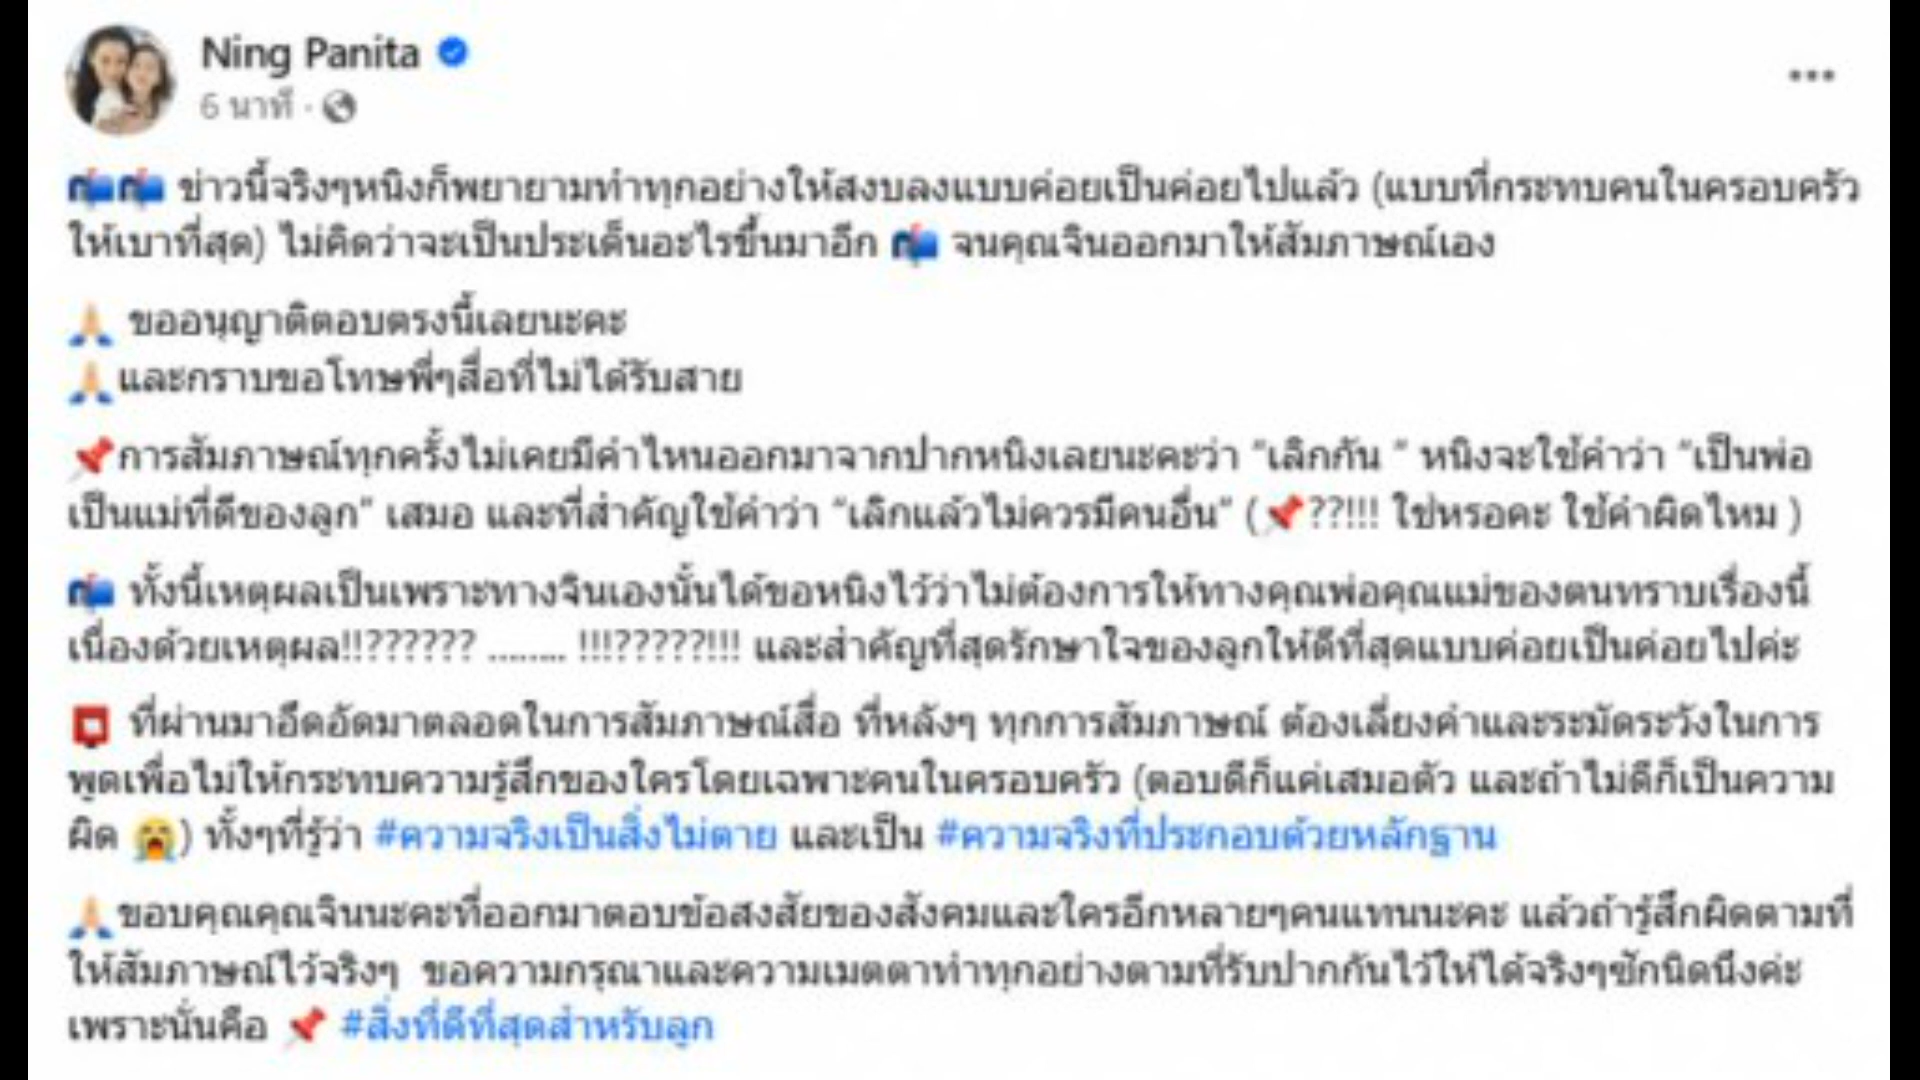 Ning Panita
6 นาที ·
📬📬 ข่าวนี้จริงๆหนิงก็พยายามทำทุกอย่างให้สงบลงแบบค่อยเป็นค่อยไปแล้ว (แบบที่กระทบคนในครอบครัว
ให้เบาที่สุด) ไม่คิดว่าจะเป็นประเด็นอะไรขึ้นมาอีก 📬 จนคุณจินออกมาให้สัมภาษณ์เอง
🙏🏻 ขออนุญาติตอบตรงนี้เลยนะคะ
🙏🏻และกราบขอโทษพี่ๆสื่อที่ไม่ได้รับสาย
📌การสัมภาษณ์ทุกครั้งไม่เคยมีคำไหนออกมาจากปากหนิงเลยนะคะว่า “เลิกกัน “ หนิงจะใช้คำว่า “เป็นพ่อ
เป็นแม่ที่ดีของลูก” เสมอ และที่สำคัญใช้คำว่า “เลิกแล้วไม่ควรมีคนอื่น” (📌??!!! ใช่หรอคะ ใช้คำผิดไหม )
📬 ทั้งนี้เหตุผลเป็นเพราะทางจินเองนั้นได้ขอหนิงไว้ว่าไม่ต้องการให้ทางคุณพ่อคุณแม่ของตนทราบเรื่องนี้
เนื่องด้วยเหตุผล!!?????? ......... !!!?????!!! และสำคัญที่สุดรักษาใจของลูกให้ดีที่สุดแบบค่อยเป็นค่อยไปค่ะ
📮 ที่ผ่านมาอึดอัดมาตลอดในการสัมภาษณ์สื่อ ที่หลังๆ ทุกการสัมภาษณ์ ต้องเลี่ยงคำและระมัดระวังในการ
พูดเพื่อไม่ให้กระทบความรู้สึกของใครโดยเฉพาะคนในครอบครัว (ตอบดีก็แค่เสมอตัว และถ้าไม่ดีก็เป็นความ
ผิด 😭) ทั้งๆที่รู้ว่า #ความจริงเป็นสิ่งไม่ตาย และเป็น #ความจริงที่ประกอบด้วยหลักฐาน
🙏🏻ขอบคุณคุณจินนะคะที่ออกมาตอบข้อสงสัยของสังคมและใครอีกหลายๆคนแทนนะคะ แล้วถ้ารู้สึกผิดตามที่
ให้สัมภาษณ์ไว้จริงๆ ขอความกรุณาและความเมตตาทำทุกอย่างตามที่รับปากกันไว้ให้ได้จริงๆซักนิดนึงค่ะ
เพราะนั่นคือ 📌 #สิ่งที่ดีที่สุดสำหรับลูก